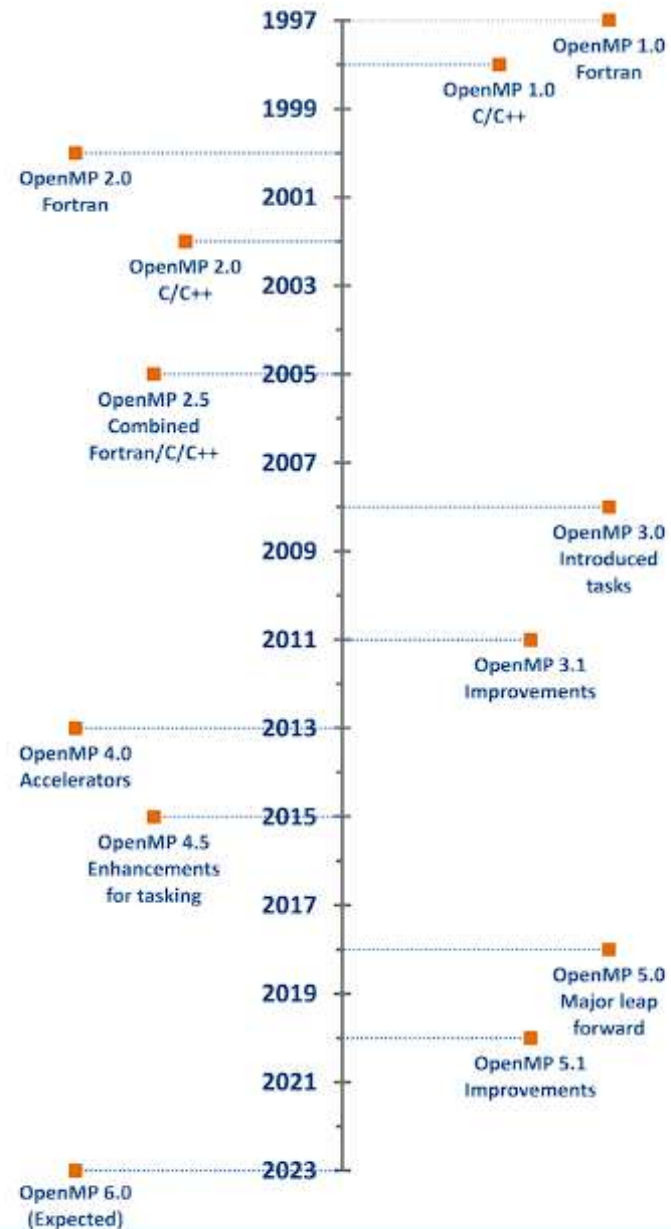 1997
OpenMP 1.0
Fortran
OpenMP 1.0
C/C++
1999
OpenMP 2.0
Fortran
2001
OpenMP 2.0
C/C++
2003
2005
OpenMP 2.5
Combined
Fortran/C/C++
2007
OpenMP 3.0
Introduced
tasks
2009
2011
OpenMP 3.1
Improvements
2013
OpenMP 4.0
Accelerators
2015
OpenMP 4.5
Enhancements
for tasking
2017
OpenMP 5.0
Major leap
forward
2019
OpenMP 5.1
Improvements
2021
2023
OpenMP 6.0
(Expected)